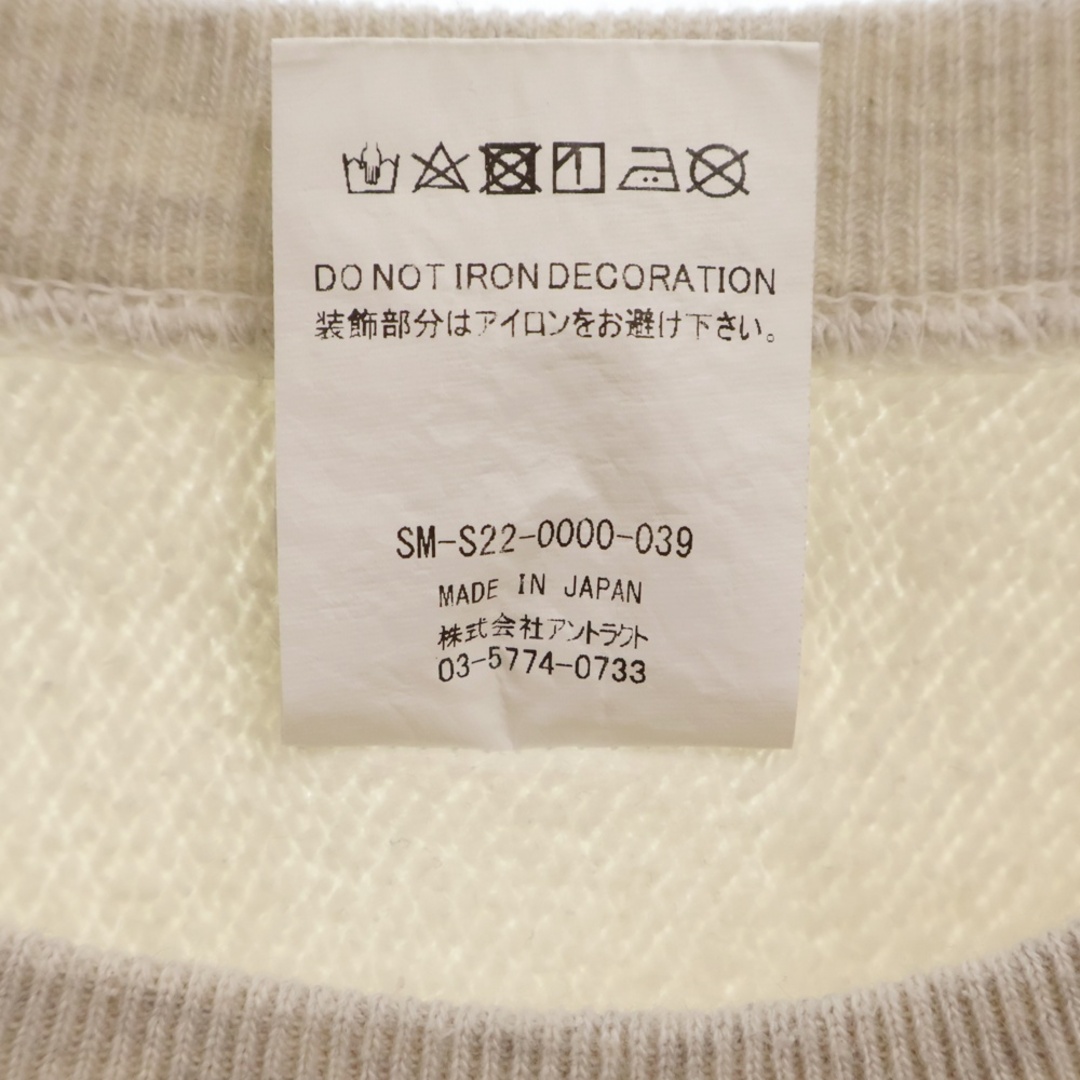 DO NOT IRON DECORATION
装飾部分はアイロンをお避け下さい。
SM-S22-0000-039
MADE IN JAPAN
株式会社アントラクト
03-5774-0733